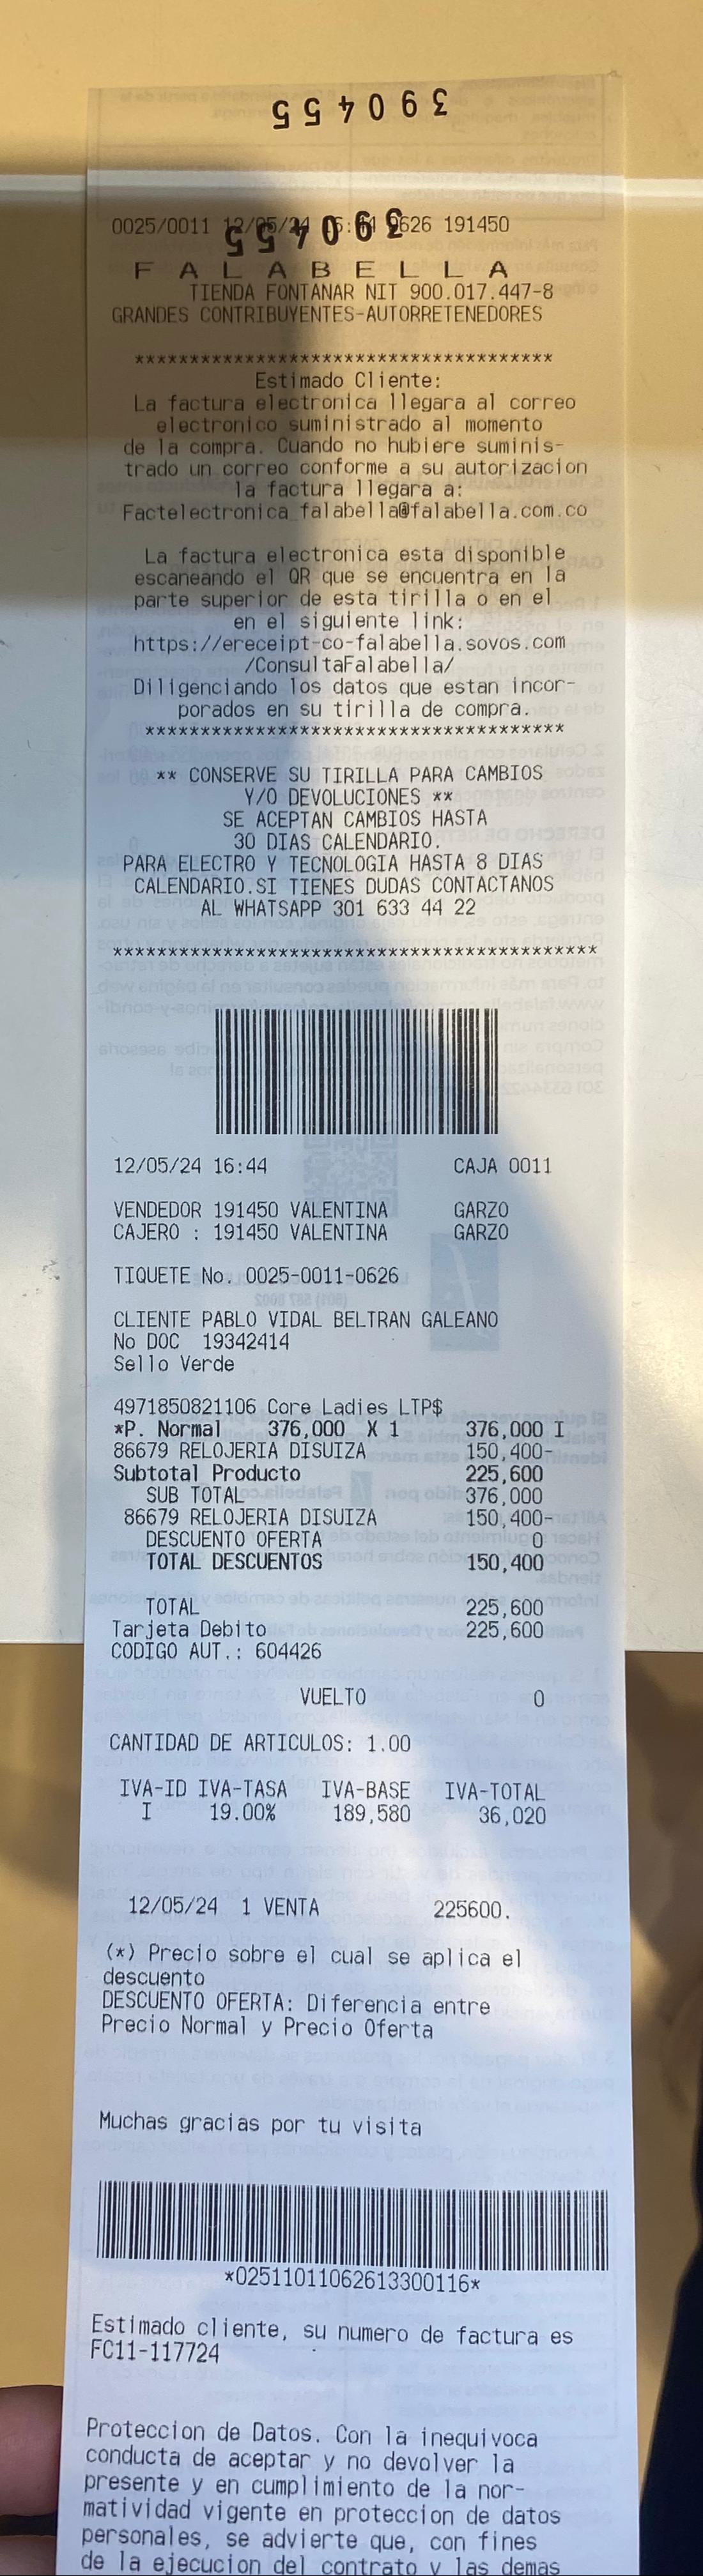 390455
0025/0011 12/05/24 16:44 0626 191450
390455
FALABELLA
TIENDA FONTANAR NIT 900.017.447-8
GRANDES CONTRIBUYENTES-AUTORRETENEDORES
**************************************
Estimado Cliente:
La factura electronica llegara al correo
electronico suministrado al momento
de la compra. Cuando no hubiere suminis-
trado un correo conforme a su autorizacion
la factura llegara a:
Factelectronica_falabella@falabella.com.co
La factura electronica esta disponible
escaneando el QR que se encuentra en la
parte superior de esta tirilla o en el
en el siguiente link:
https://ereceipt-co-falabella.sovos.com
/ConsultaFalabella/
Diligenciando los datos que estan incor-
porados en su tirilla de compra.
**************************************
** CONSERVE SU TIRILLA PARA CAMBIOS
Y/O DEVOLUCIONES **
SE ACEPTAN CAMBIOS HASTA
30 DIAS CALENDARIO.
PARA ELECTRO Y TECNOLOGIA HASTA 8 DIAS
CALENDARIO.SI TIENES DUDAS CONTACTANOS
AL WHATSAPP 301 633 44 22
********************************************
12/05/24 16:44 CAJA 0011
VENDEDOR 191450 VALENTINA GARZO
CAJERO : 191450 VALENTINA GARZO
TIQUETE No. 0025-0011-0626
CLIENTE PABLO VIDAL BELTRAN GALEANO
No DOC 19342414
Sello Verde
4971850821106 Core Ladies LTP$
*P. Normal 376,000 X 1 376,000 I
86679 RELOJERIA DISUIZA 150,400-
Subtotal Producto 225,600
SUB TOTAL 376,000
86679 RELOJERIA DISUIZA 150,400-
DESCUENTO OFERTA 0
TOTAL DESCUENTOS 150,400
TOTAL 225,600
Tarjeta Debito 225,600
CODIGO AUT.: 604426
VUELTO 0
CANTIDAD DE ARTICULOS: 1.00
IVA-ID IVA-TASA IVA-BASE IVA-TOTAL
I 19.00% 189,580 36,020
12/05/24 1 VENTA 225600.
(*) Precio sobre el cual se aplica el
descuento
DESCUENTO OFERTA: Diferencia entre
Precio Normal y Precio Oferta
Muchas gracias por tu visita
*02511011062613300116*
Estimado cliente, su numero de factura es
FC11-117724
Proteccion de Datos. Con la inequivoca
conducta de aceptar y no devolver la
presente y en cumplimiento de la nor-
matividad vigente en proteccion de datos
personales, se advierte que, con fines
de la ejecucion del contrato y las demas